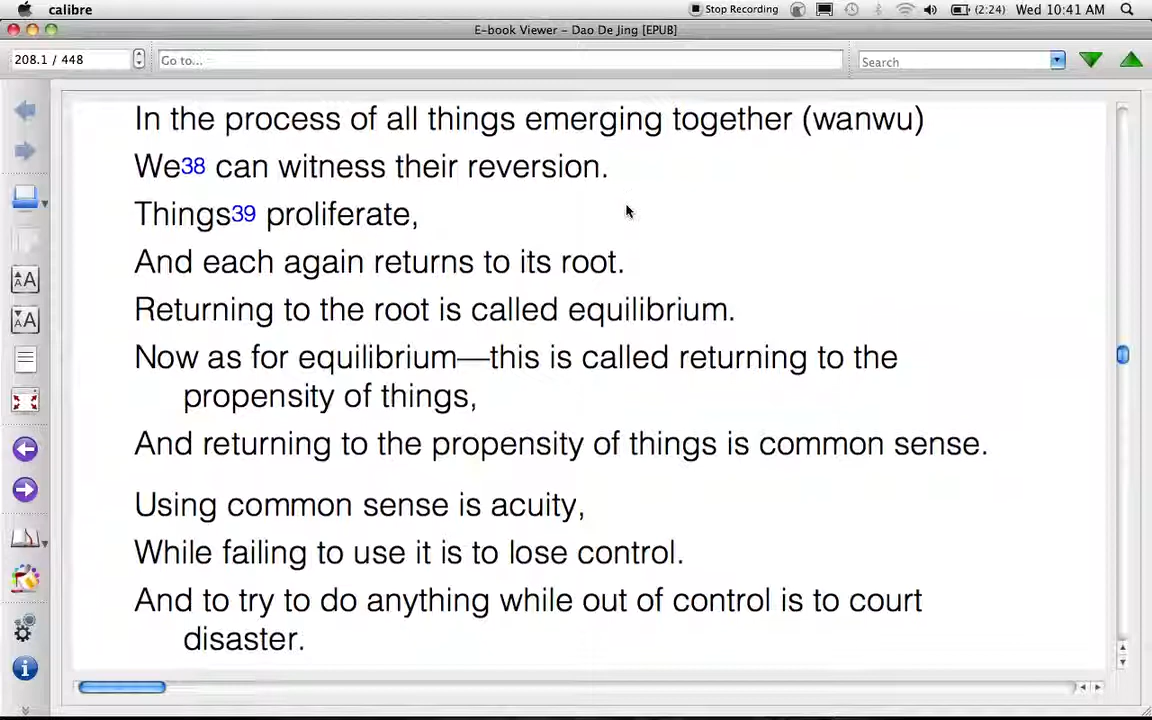 calibre
Stop Recording
(2:24) Wed 10:41 AM
E-book Viewer – Dao De Jing [EPUB]
208.1 / 448
Go to...
Search
In the process of all things emerging together (wanwu)
We38 can witness their reversion.
Things39 proliferate,
And each again returns to its root.
Returning to the root is called equilibrium.
Now as for equilibrium—this is called returning to the
propensity of things,
And returning to the propensity of things is common sense.
Using common sense is acuity,
While failing to use it is to lose control.
And to try to do anything while out of control is to court
disaster.